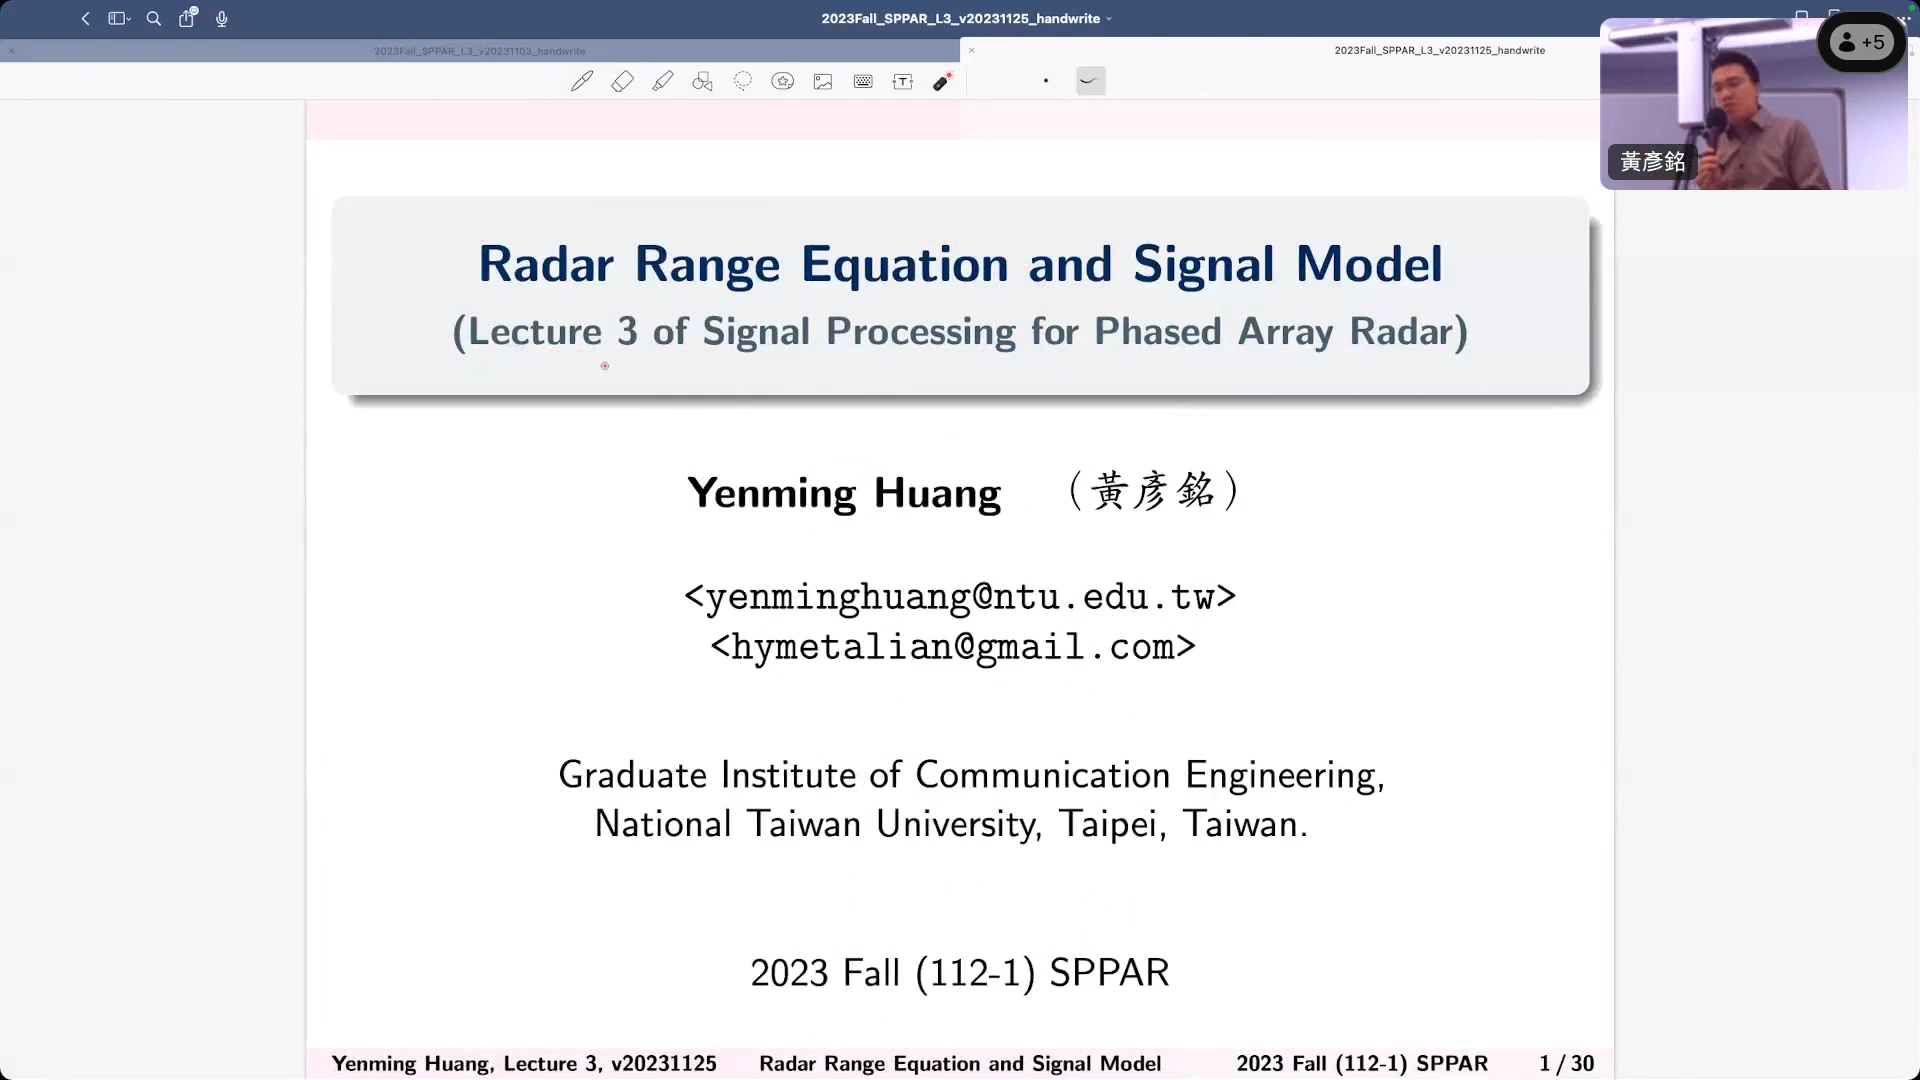 2023Fall_SPPAR_L3_v20231125_handwrite
2023Fall_SPPAR_L3_v20231103_handwrite
2023Fall_SPPAR_L3_v20231125_handwrite
+5
黃彥銘
Radar Range Equation and Signal Model
(Lecture 3 of Signal Processing for Phased Array Radar)
Yenming Huang （黃彥銘）
<yenminghuang@ntu.edu.tw>
<hymetalian@gmail.com>
Graduate Institute of Communication Engineering,
National Taiwan University, Taipei, Taiwan.
2023 Fall (112-1) SPPAR
Yenming Huang, Lecture 3, v20231125 Radar Range Equation and Signal Model 2023 Fall (112-1) SPPAR 1 / 30